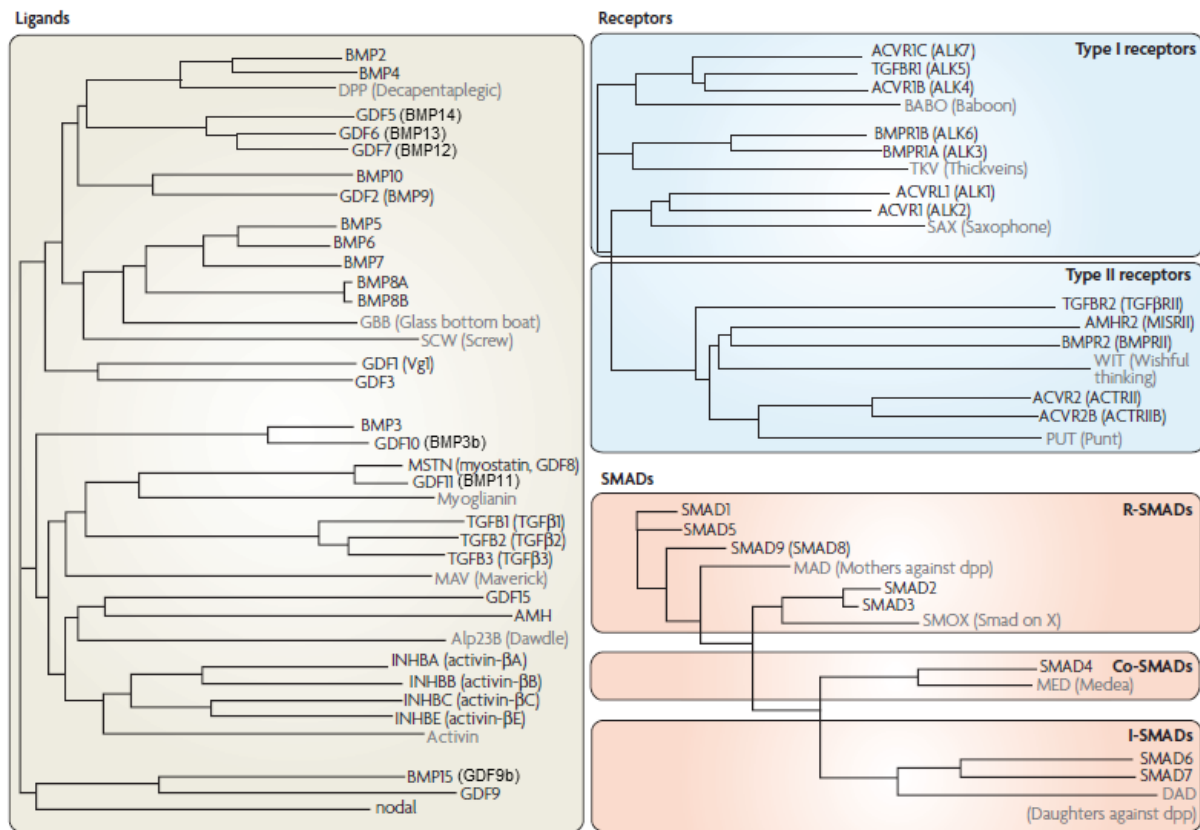 Ligands
BMP2
BMP4
DPP (Decapentaplegic)
GDF5 (BMP14)
GDF6 (BMP13)
GDF7 (BMP12)
BMP10
GDF2 (BMP9)
BMP5
BMP6
BMP7
BMP8A
BMP8B
GBB (Glass bottom boat)
SCW (Screw)
GDF1 (Vg1)
GDF3
BMP3
GDF10 (BMP3b)
MSTN (myostatin, GDF8)
GDF11 (BMP11)
Myoglianin
TGFB1 (TGFβ1)
TGFB2 (TGFβ2)
TGFB3 (TGFβ3)
MAV (Maverick)
GDF15
AMH
Alp23B (Dawdle)
INHBA (activin-βA)
INHBB (activin-βB)
INHBC (activin-βC)
INHBE (activin-βE)
Activin
BMP15 (GDF9b)
GDF9
nodal
Receptors
Type I receptors
ACVR1C (ALK7)
TGFBR1 (ALK5)
ACVR1B (ALK4)
BABO (Baboon)
BMPR1B (ALK6)
BMPR1A (ALK3)
TKV (Thickveins)
ACVRL1 (ALK1)
ACVR1 (ALK2)
SAX (Saxophone)
Type II receptors
TGFBR2 (TGFβRII)
AMHR2 (MISRII)
BMPR2 (BMPRII)
WIT (Wishful
thinking)
ACVR2 (ACTRII)
ACVR2B (ACTRIIB)
PUT (Punt)
SMADs
R-SMADs
SMAD1
SMAD5
SMAD9 (SMAD8)
MAD (Mothers against dpp)
SMAD2
SMAD3
SMOX (Smad on X)
Co-SMADs
SMAD4
MED (Medea)
I-SMADs
SMAD6
SMAD7
DAD
(Daughters against dpp)